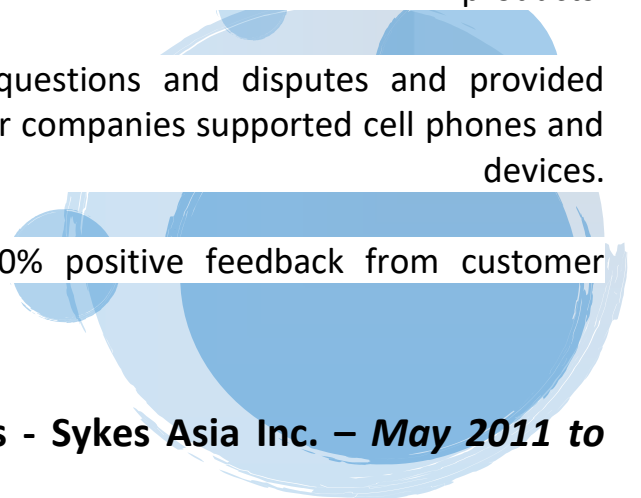 questions and disputes and provided
companies supported cell phones and
devices.
0% positive feedback from customer
- Sykes Asia Inc. – May 2011 to